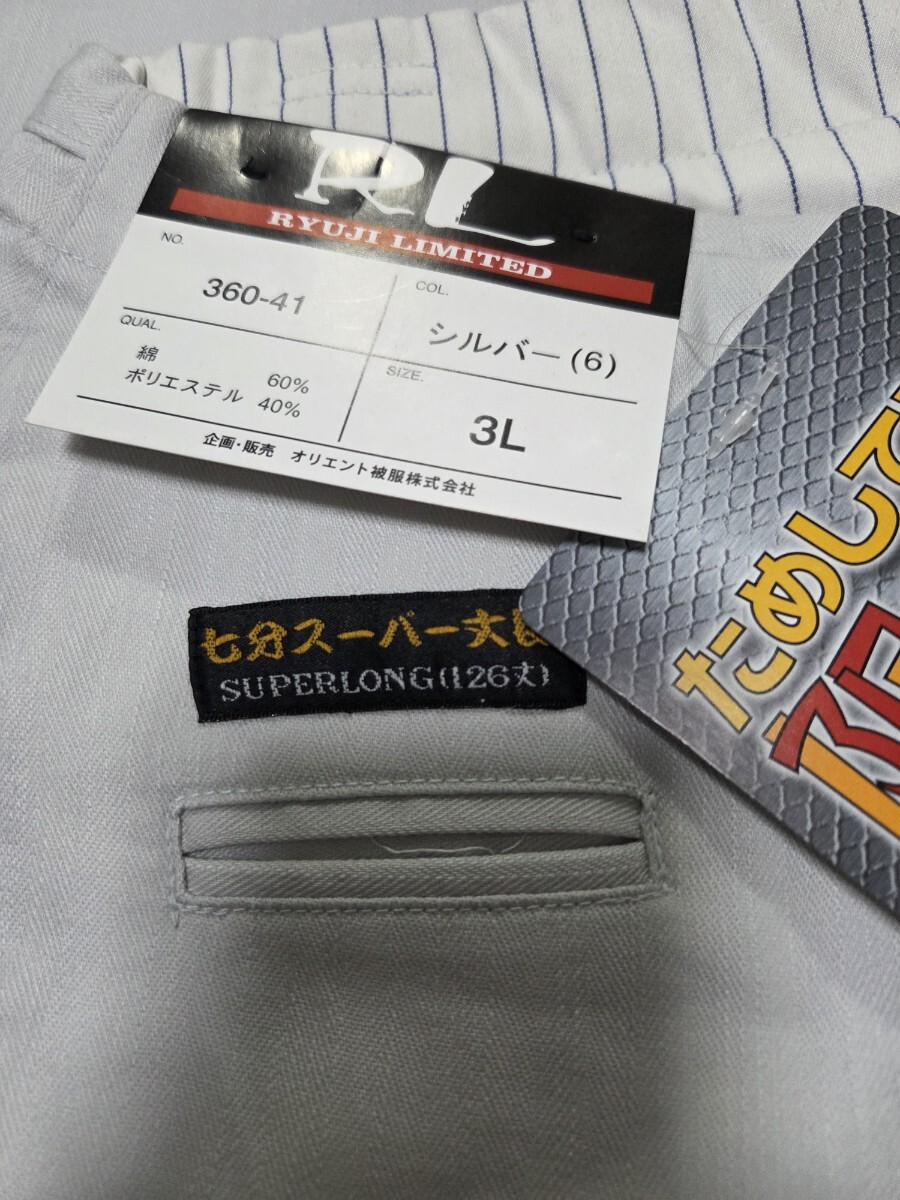 RL
RYUJI LIMITED
NO.
360-41
COL.
シルバー(6)
QUAL.
綿 60%
ポリエステル 40%
SIZE.
3L
企画・販売 オリエント被服株式会社
七分スーパー丈
SUPERLONG(126丈)
ためして